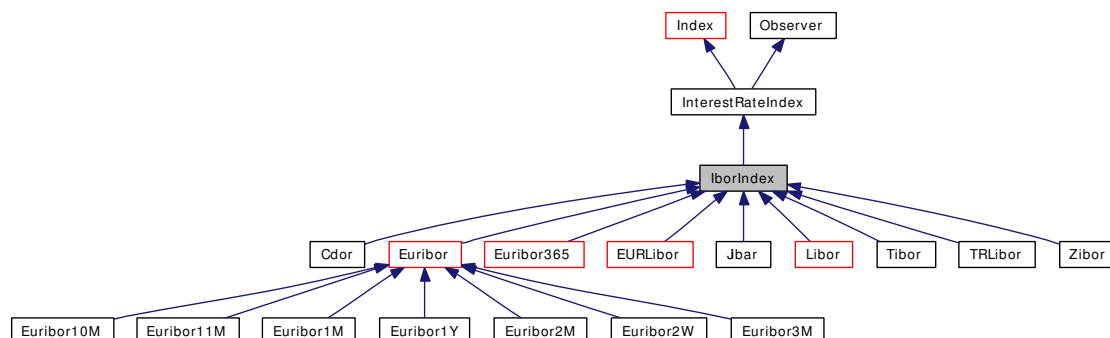 Index
Observer
InterestRateIndex
IborIndex
Cdor
Euribor
Euribor365
EURLibor
Jbar
Libor
Tibor
TRLibor
Zibor
Euribor10M
Euribor11M
Euribor1M
Euribor1Y
Euribor2M
Euribor2W
Euribor3M